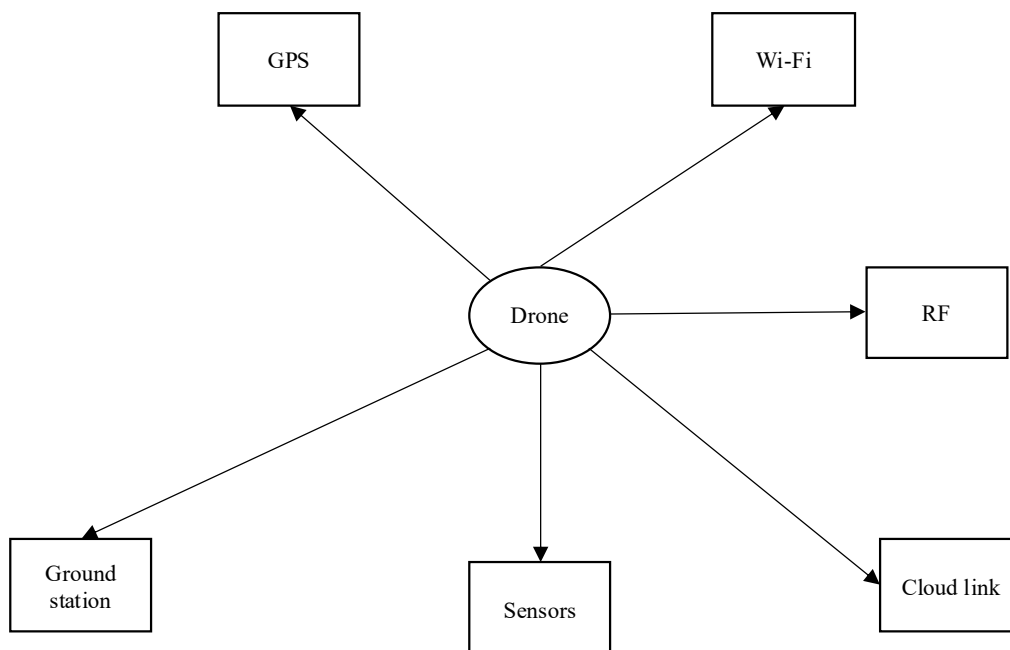 GPS
Wi-Fi
Drone
RF
Ground
station
Sensors
Cloud link